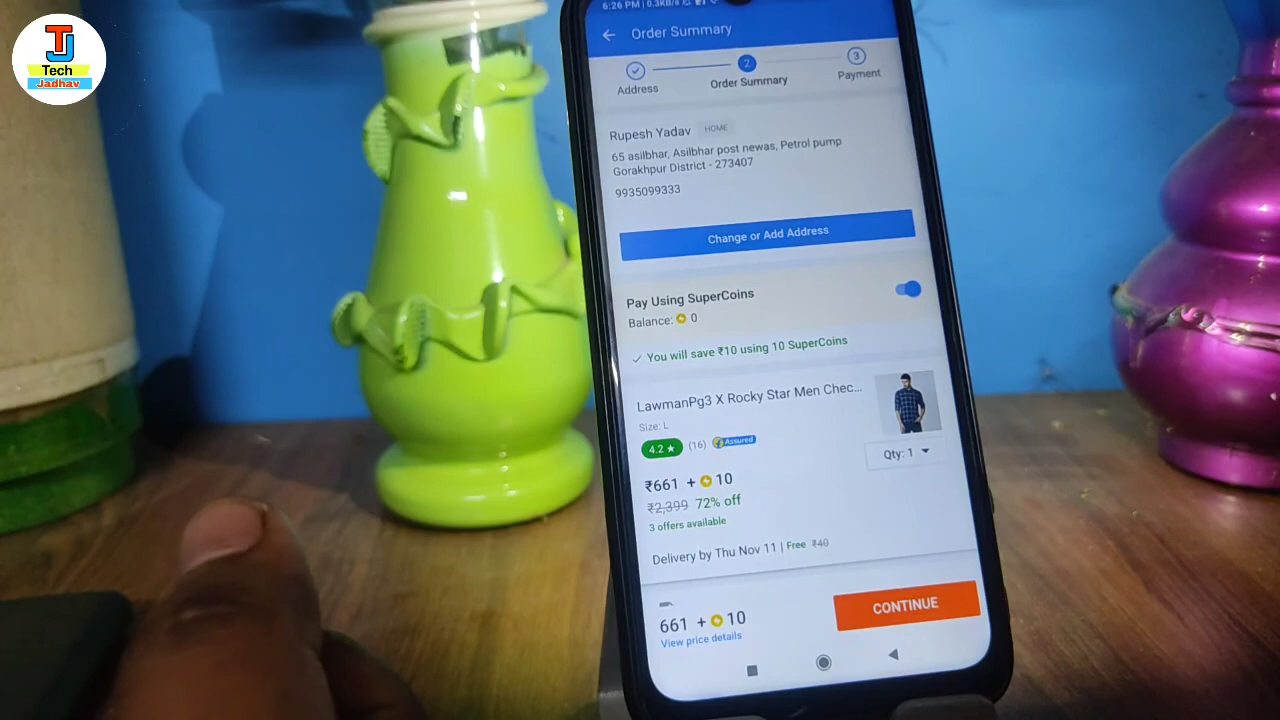 TJ
Tech
Jadhav
6:26 PM | 0.3KB/s
Order Summary
2
3
Address
Order Summary
Payment
Rupesh Yadav HOME
65 asilbhar, Asilbhar post newas, Petrol pump
Gorakhpur District - 273407
9935099333
Change or Add Address
Pay Using SuperCoins
Balance: 0
You will save ₹10 using 10 SuperCoins
LawmanPg3 X Rocky Star Men Chec...
Size: L
4.2 ★ (16) Assured
Qty: 1
₹661 + 10
₹2,399 72% off
3 offers available
Delivery by Thu Nov 11 | Free ₹40
661 + 10
View price details
CONTINUE